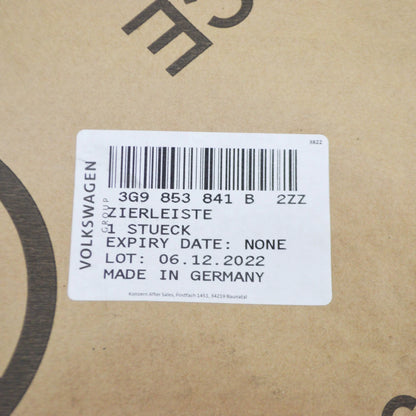 3822
VOLKSWAGEN
GROUP
3G9 853 841 B 2ZZ
ZIERLEISTE
1 STUECK
EXPIRY DATE: NONE
LOT: 06.12.2022
MADE IN GERMANY
Konzern After Sales, Postfach 1451, 34219 Baunatal